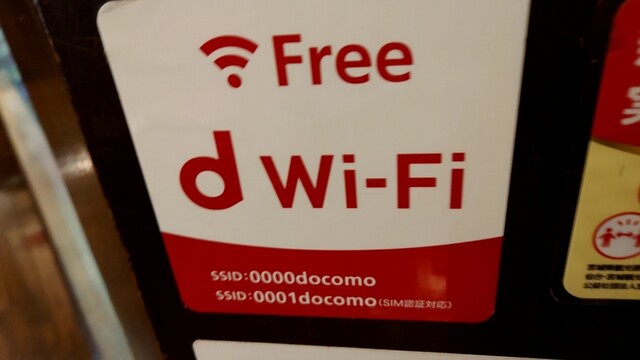 Free
d Wi-Fi
SSID:0000docomo
SSID:0001docomo(SIM認証対応)